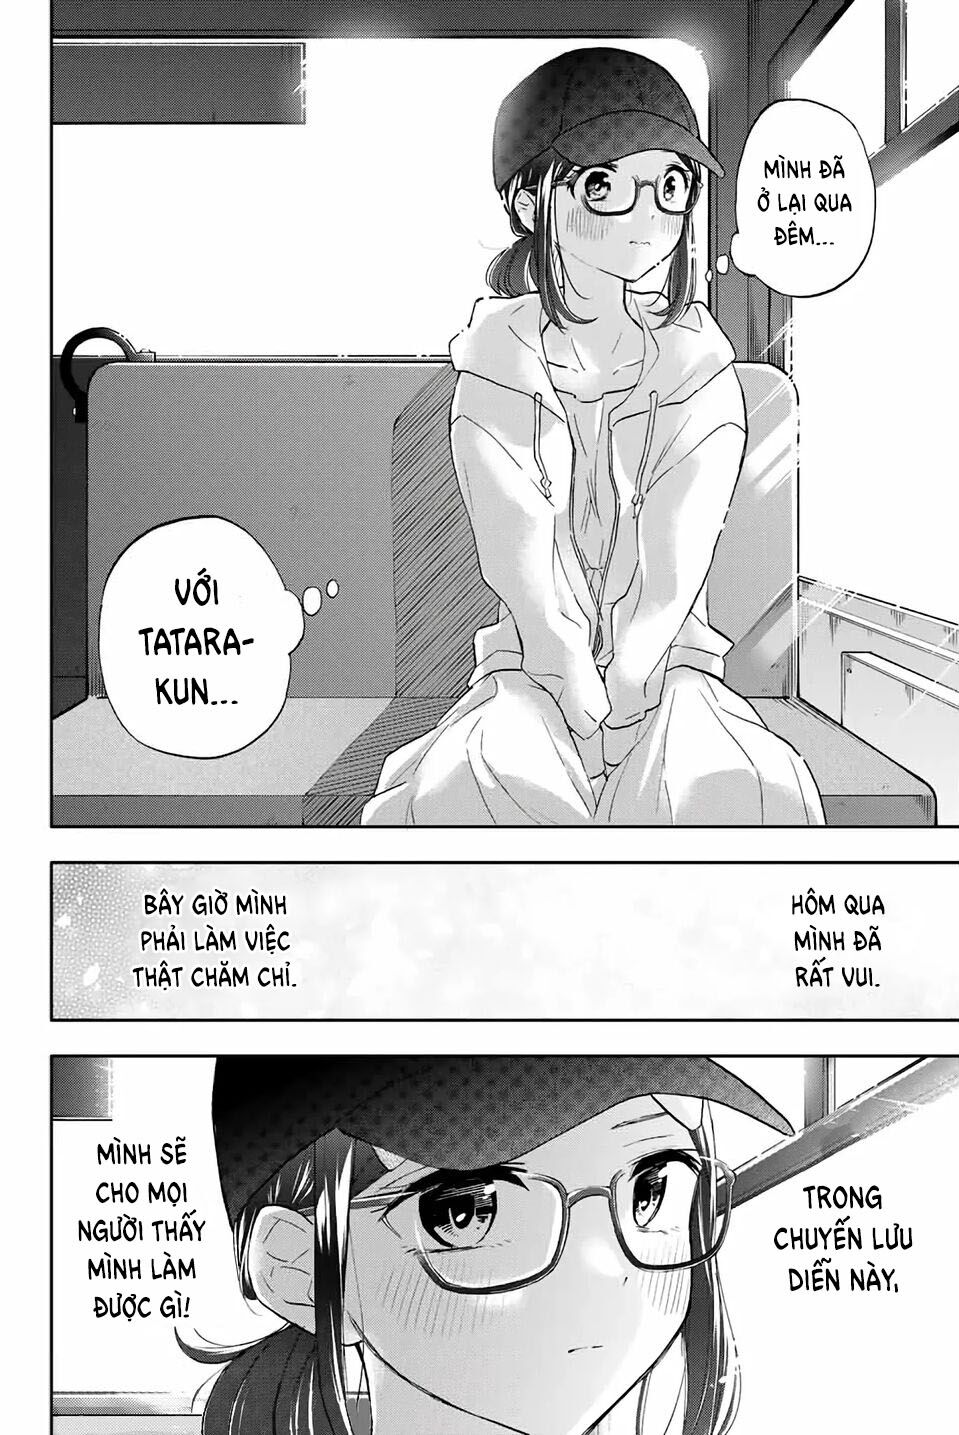 MÌNH ĐÃ
Ở LẠI QUA
ĐÊM...
VỚI
TATARA-
KUN...
HÔM QUA
MÌNH ĐÃ
RẤT VUI.
BÂY GIỜ MÌNH
PHẢI LÀM VIỆC
THẬT CHĂM CHỈ.
TRONG
CHUYẾN LƯU
DIỄN NÀY,
MÌNH SẼ
CHO MỌI
NGƯỜI THẤY
MÌNH LÀM
ĐƯỢC GÌ!